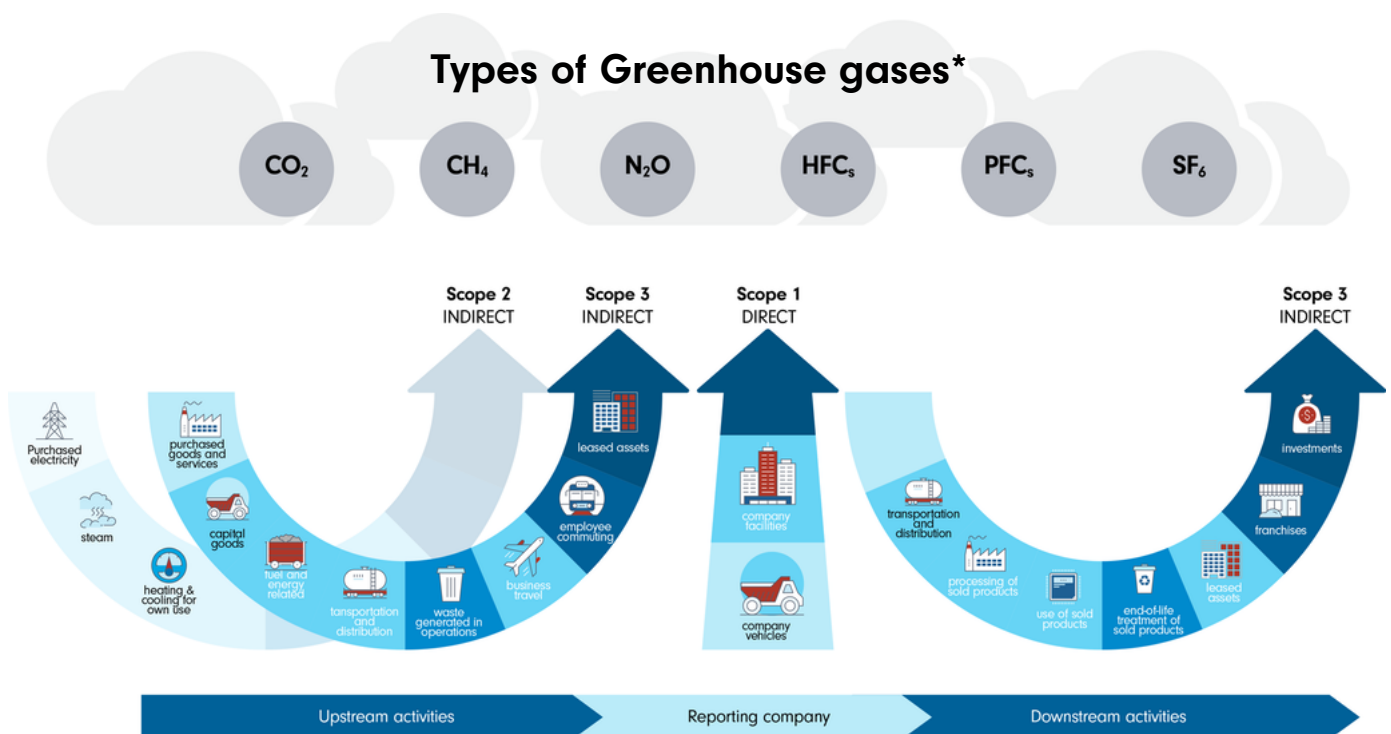 Types of Greenhouse gases*
CO₂
CH₄
N₂O
HFCₛ
PFCₛ
SF₆
Scope 2
INDIRECT
Scope 3
INDIRECT
Scope 1
DIRECT
Scope 3
INDIRECT
Purchased
electricity
steam
heating &
cooling for
own use
purchased
goods and
services
capital
goods
fuel and
energy
related
tansportation
and
distribution
waste
generated in
operations
business
travel
employee
commuting
leased assets
company
facilities
company
vehicles
transportation
and
distribution
processing of
sold products
use of sold
products
end-of-life
treatment of
sold products
leased
assets
franchises
investments
$
Upstream activities
Reporting company
Downstream activities